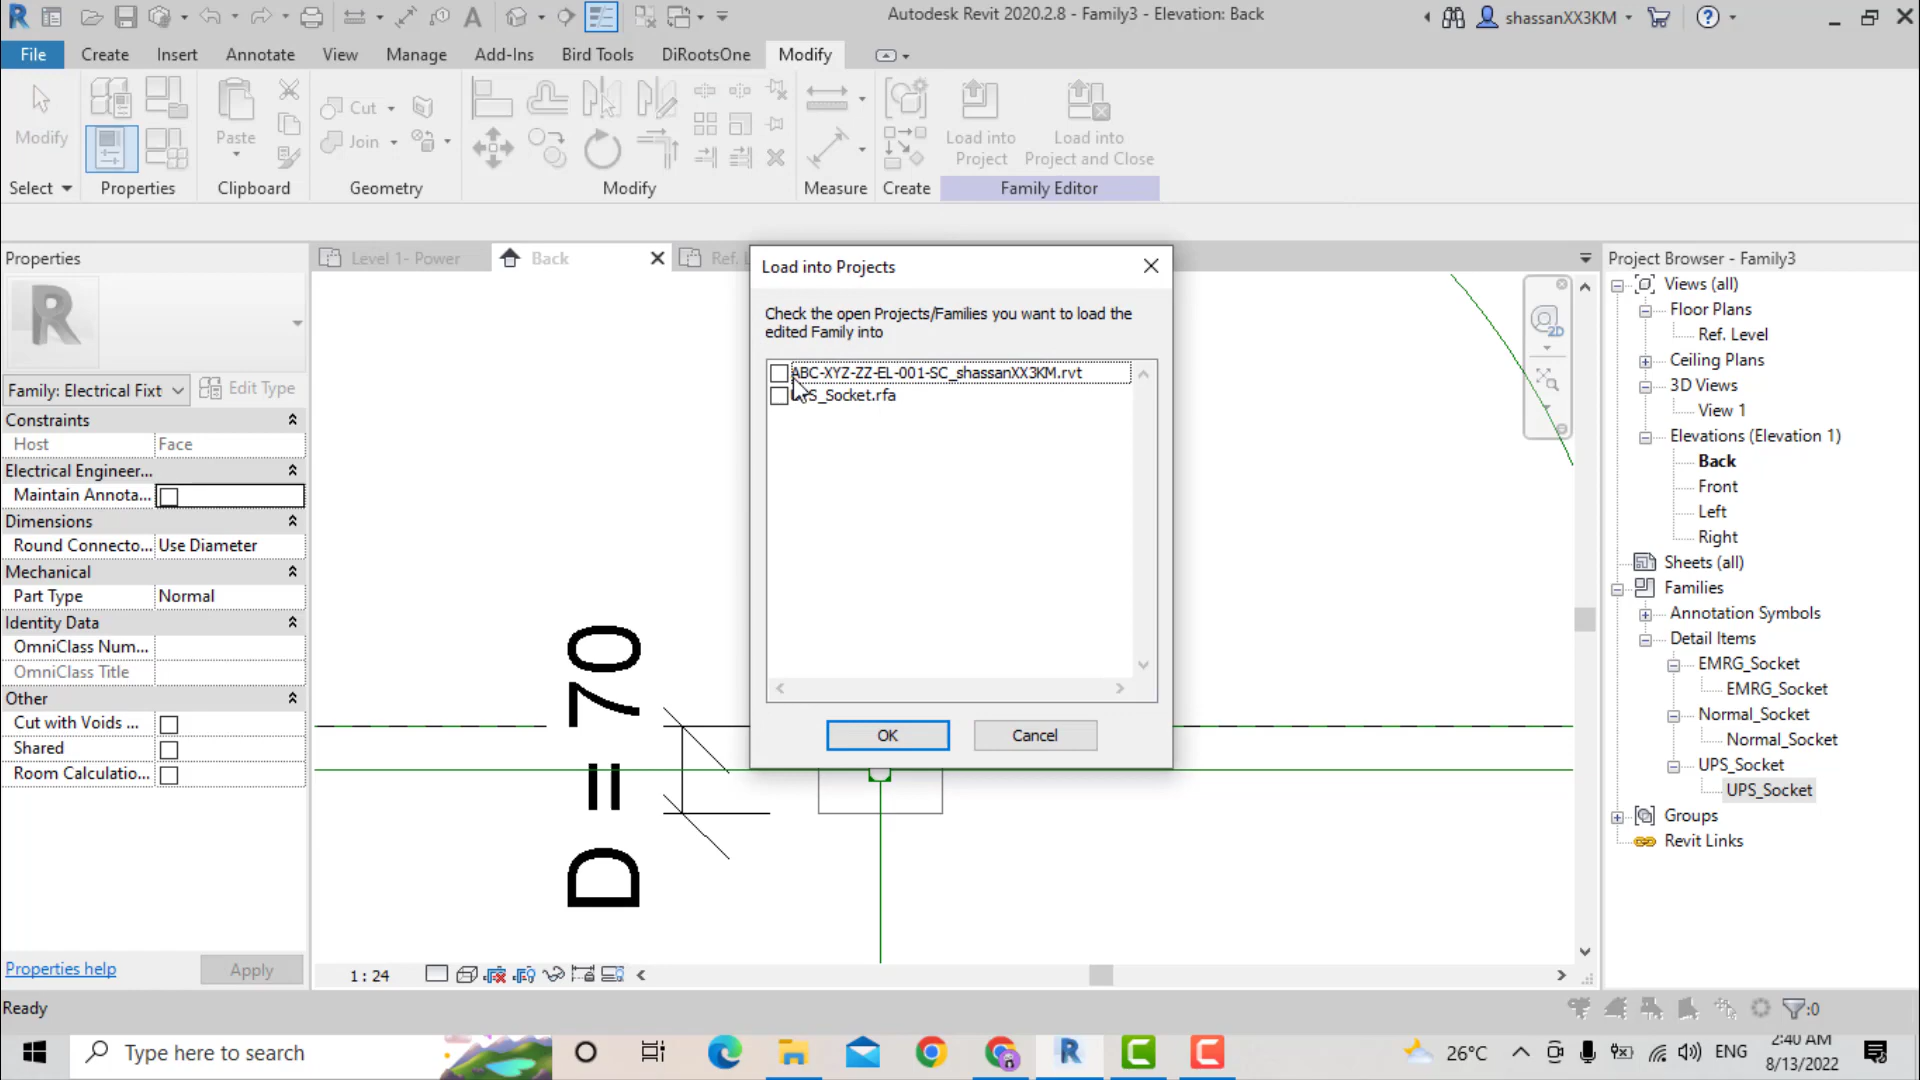 Autodesk Revit 2020.2.8 - Family3 - Elevation: Back
shassanXX3KM
File Create Insert Annotate View Manage Add-Ins Bird Tools DiRootsOne Modify
Modify
Paste
Cut
Join
Load into Project
Load into Project and Close
Select Properties Clipboard Geometry Modify Measure Create Family Editor
Properties
Level 1- Power
Back
Ref.
Family: Electrical Fixt
Edit Type
Constraints
Host Face
Electrical Engineer...
Maintain Annota...
Dimensions
Round Connecto... Use Diameter
Mechanical
Part Type Normal
Identity Data
OmniClass Num...
OmniClass Title
Other
Cut with Voids ...
Shared
Room Calculatio...
Properties help
Apply
Load into Projects
Check the open Projects/Families you want to load the
edited Family into
ABC-XYZ-ZZ-EL-001-SC_shassanXX3KM.rvt
UPS_Socket.rfa
OK
Cancel
D = 70
2D
1 : 24
Project Browser - Family3
Views (all)
Floor Plans
Ref. Level
Ceiling Plans
3D Views
View 1
Elevations (Elevation 1)
Back
Front
Left
Right
Sheets (all)
Families
Annotation Symbols
Detail Items
EMRG_Socket
EMRG_Socket
Normal_Socket
Normal_Socket
UPS_Socket
UPS_Socket
Groups
Revit Links
Ready
:0
Type here to search
26°C
ENG
2:40 AM
8/13/2022